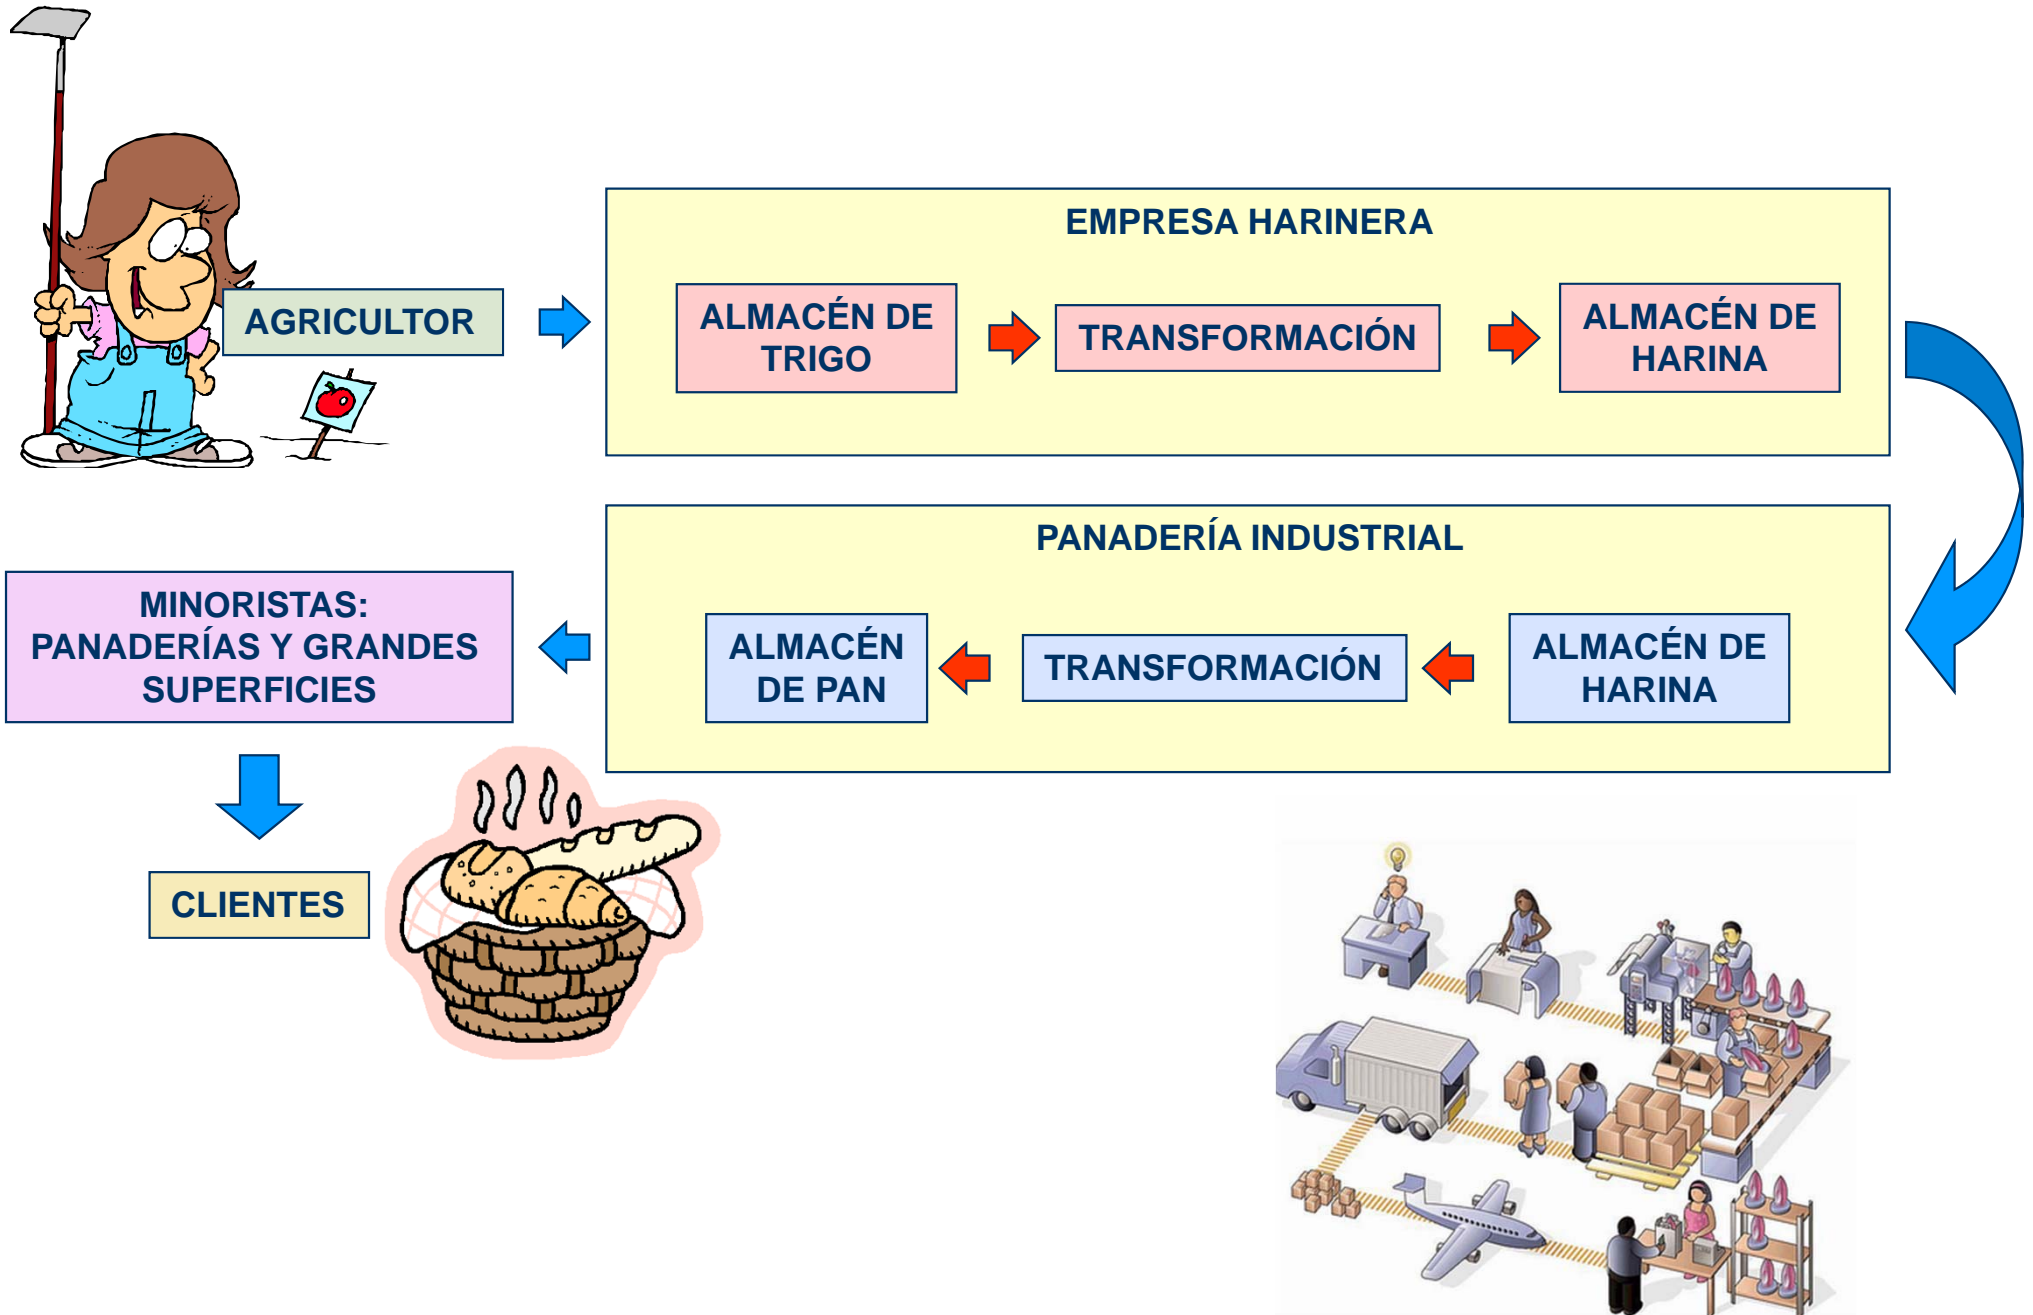 EMPRESA HARINERA
AGRICULTOR
ALMACÉN DE
TRIGO
TRANSFORMACIÓN
ALMACÉN DE
HARINA
PANADERÍA INDUSTRIAL
ALMACÉN DE
HARINA
TRANSFORMACIÓN
ALMACÉN
DE PAN
MINORISTAS:
PANADERÍAS Y GRANDES
SUPERFICIES
CLIENTES